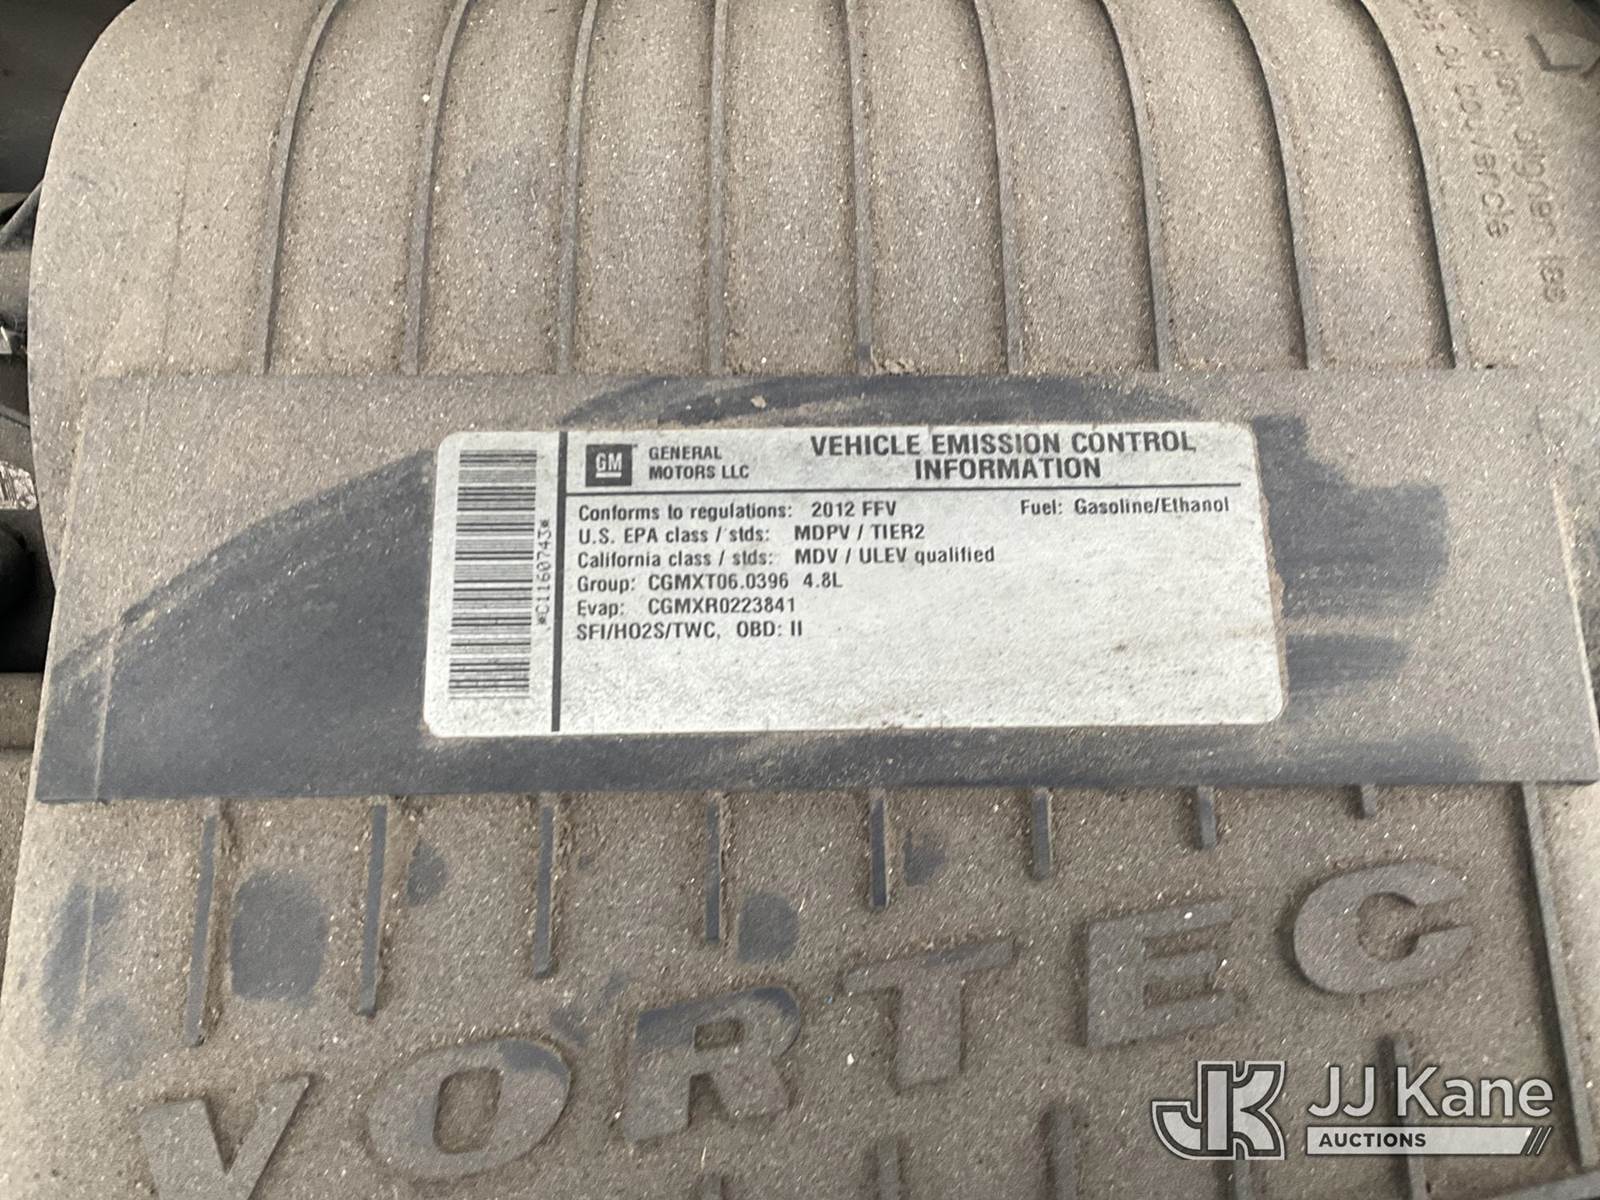 GM
GENERAL
MOTORS LLC
VEHICLE EMISSION CONTROL
INFORMATION
Conforms to regulations: 2012 FFV
Fuel: Gasoline/Ethanol
U.S. EPA class / stds: MDPV / TIER2
California class / stds: MDV / ULEV qualified
Group: CGMXT06.0396 4.8L
Evap: CGMXR0223841
SFI/HO2S/TWC, OBD: II
*C1160743*
VORTEC
JK
JJ Kane
AUCTIONS